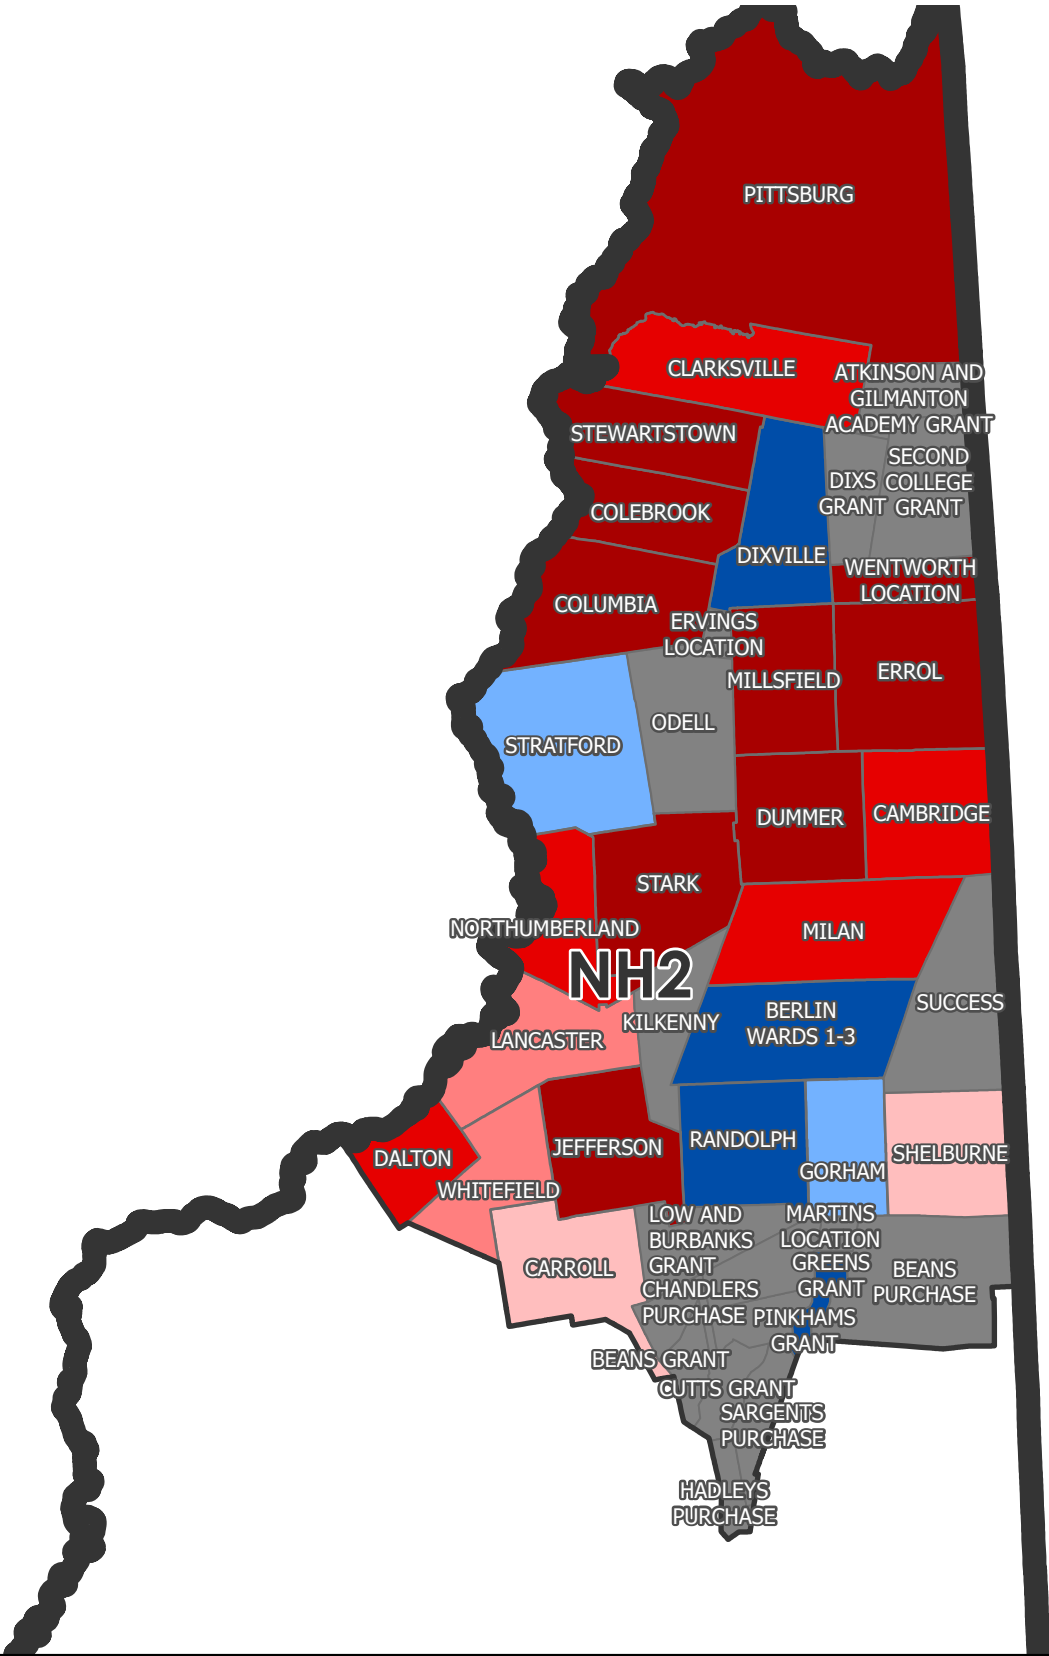 PITTSBURG
CLARKSVILLE
ATKINSON AND
GILMANTON
ACADEMY GRANT
STEWARTSTOWN
SECOND
COLLEGE
GRANT
DIXS
GRANT
COLEBROOK
DIXVILLE
WENTWORTH
LOCATION
COLUMBIA
ERVINGS
LOCATION
MILLSFIELD
ERROL
ODELL
STRATFORD
DUMMER
CAMBRIDGE
STARK
NORTHUMBERLAND
MILAN
NH2
SUCCESS
KILKENNY
BERLIN
WARDS 1-3
LANCASTER
RANDOLPH
JEFFERSON
SHELBURNE
DALTON
GORHAM
WHITEFIELD
LOW AND
BURBANKS
GRANT
MARTINS
LOCATION
GREENS
GRANT
CARROLL
BEANS
PURCHASE
CHANDLERS
PURCHASE
PINKHAMS
GRANT
BEANS GRANT
CUTTS GRANT
SARGENTS
PURCHASE
HADLEYS
PURCHASE